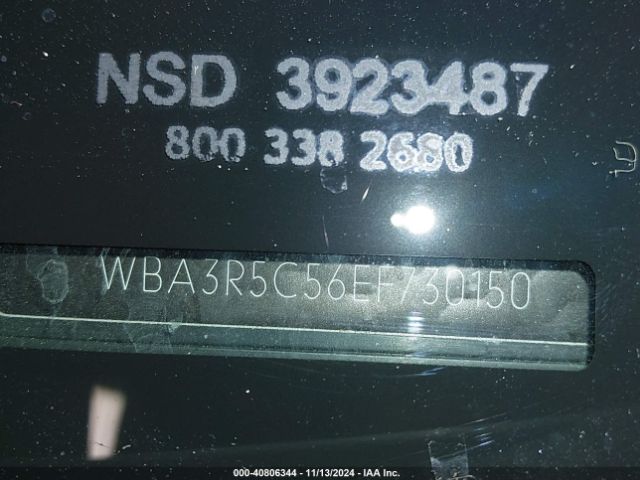 NSD 3923487
800 338 2680
WBA3R5C56EF730150
000-40806344 - 11/13/2024 - IAA Inc.